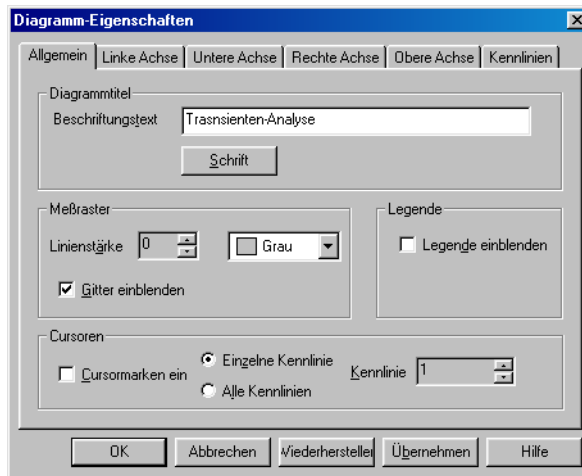 Diagramm-Eigenschaften
Allgemein Linke Achse Untere Achse Rechte Achse Obere Achse Kennlinien
Diagrammtitel
Beschriftungstext Trasnsienten-Analyse
Schrift
Meßraster Legende
Linienstärke 0 Grau Legende einblenden
Gitter einblenden
Cursoren
Cursormarken ein Einzelne Kennlinie Kennlinie 1
Alle Kennlinien
OK Abbrechen Wiederhersteller Übernehmen Hilfe